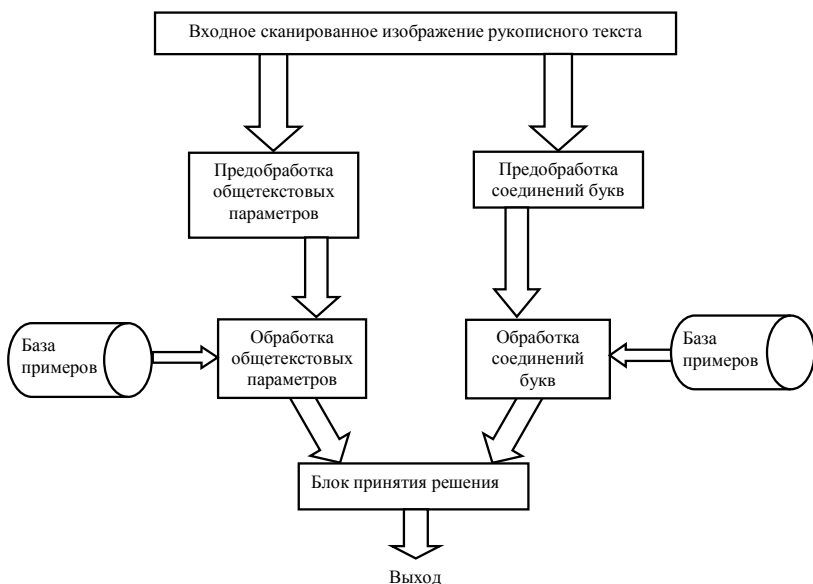 Входное сканированное изображение рукописного текста
Предобработка
общетекстовых
параметров
Предобработка
соединений букв
База
примеров
Обработка
общетекстовых
параметров
Обработка
соединений
букв
База
примеров
Блок принятия решения
Выход